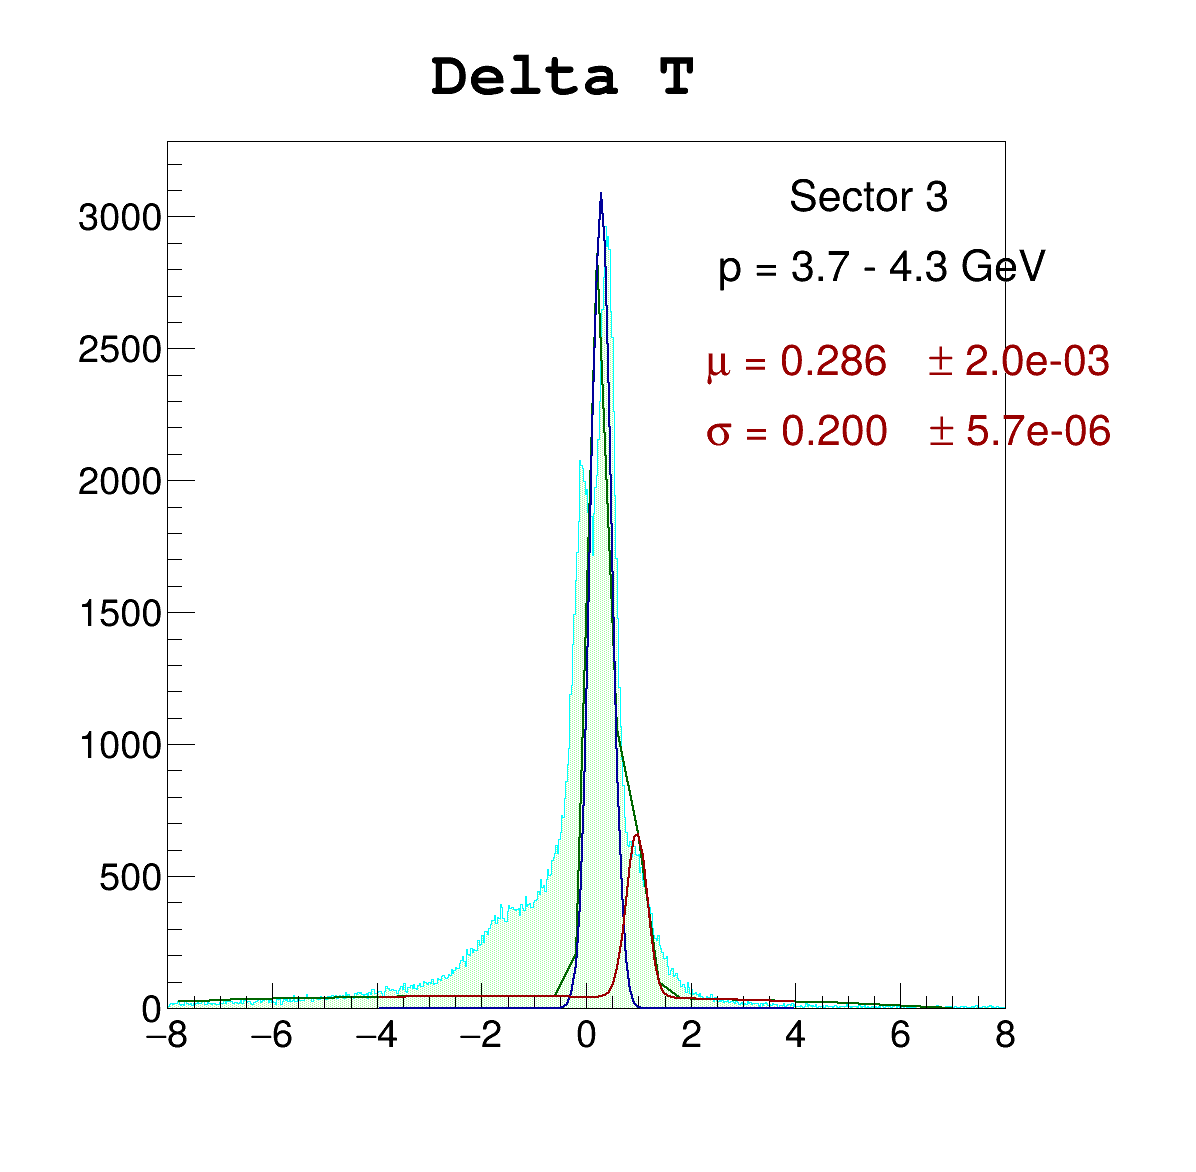 Delta T
Sector 3
p = 3.7 - 4.3 GeV
μ = 0.286 ± 2.0e-03
σ = 0.200 ± 5.7e-06
3000
2500
2000
1500
1000
500
0
−8 −6 −4 −2 0 2 4 6 8